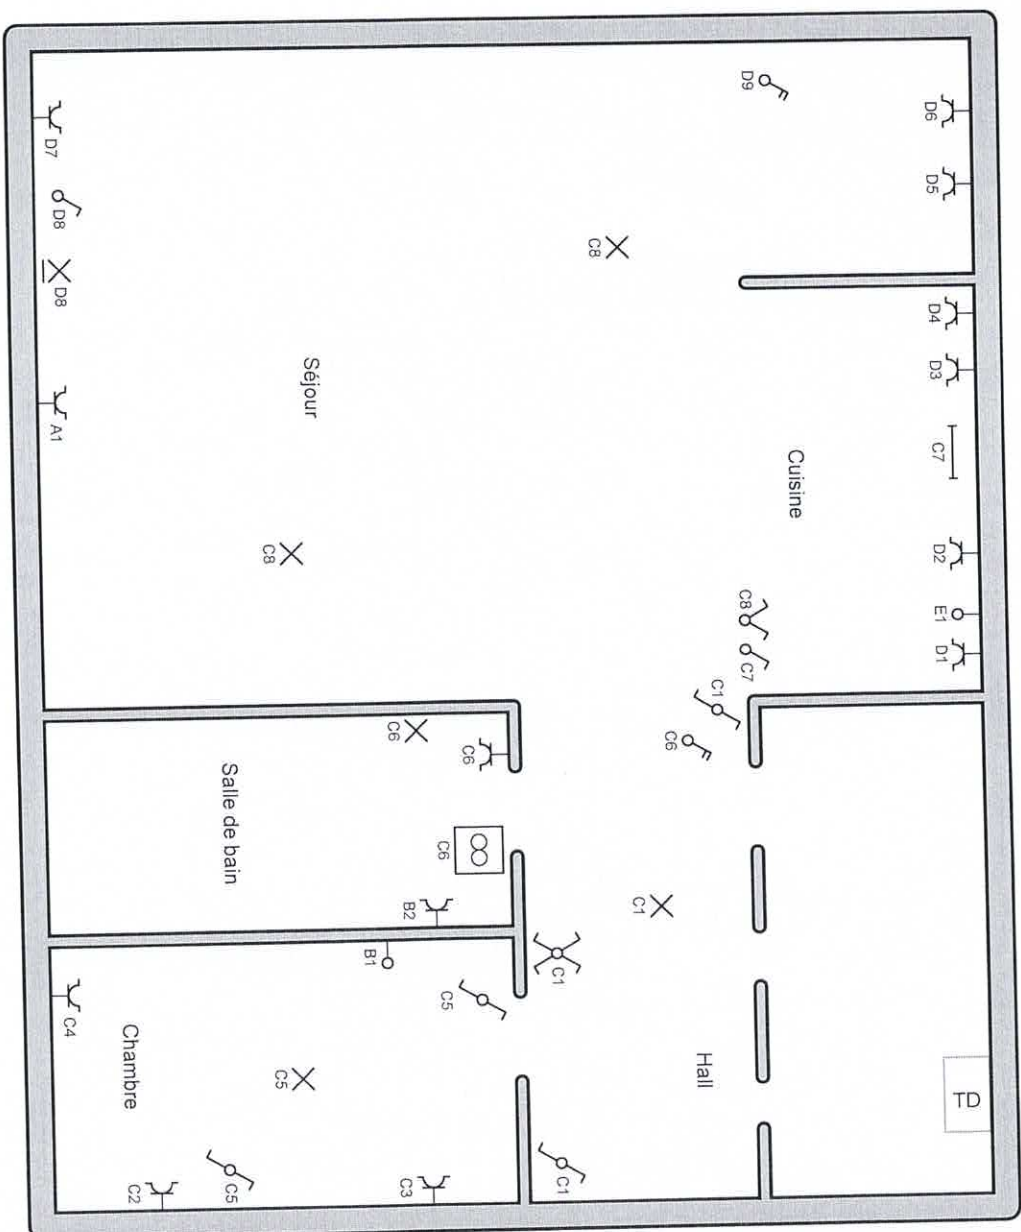 D9
D6
D5
D7
D8
D8
A1
C8
C8
Séjour
D4
D3
C7
Cuisine
D2
E1
D1
C8
C7
C1
C6
C6
C6
C6
Salle de bain
B2
B1
C1
C1
C5
Hall
TD
C4
Chambre
C5
C5
C2
C3
C1